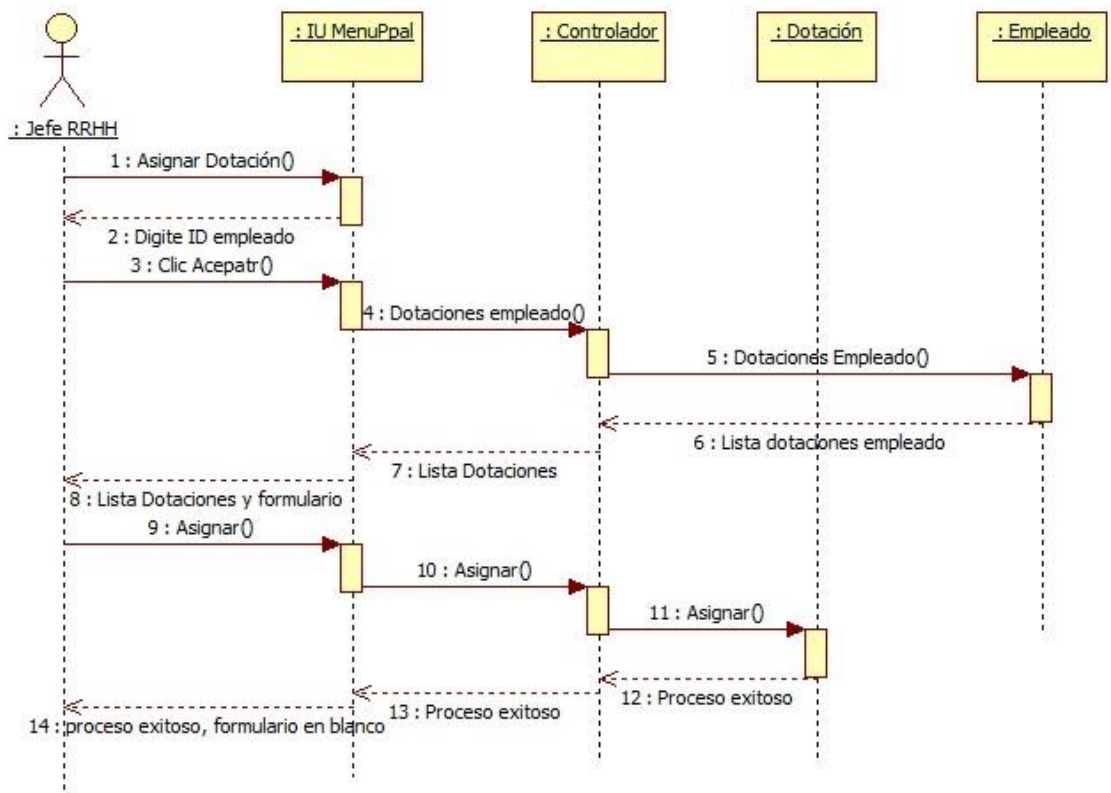 : IU MenuPpal
: Controlador
: Dotación
: Empleado
: Jefe RRHH
1 : Asignar Dotación()
2 : Digite ID empleado
3 : Clic Acepatr()
4 : Dotaciones empleado()
5 : Dotaciones Empleado()
6 : Lista dotaciones empleado
7 : Lista Dotaciones
8 : Lista Dotaciones y formulario
9 : Asignar()
10 : Asignar()
11 : Asignar()
12 : Proceso exitoso
13 : Proceso exitoso
14 : proceso exitoso, formulario en blanco